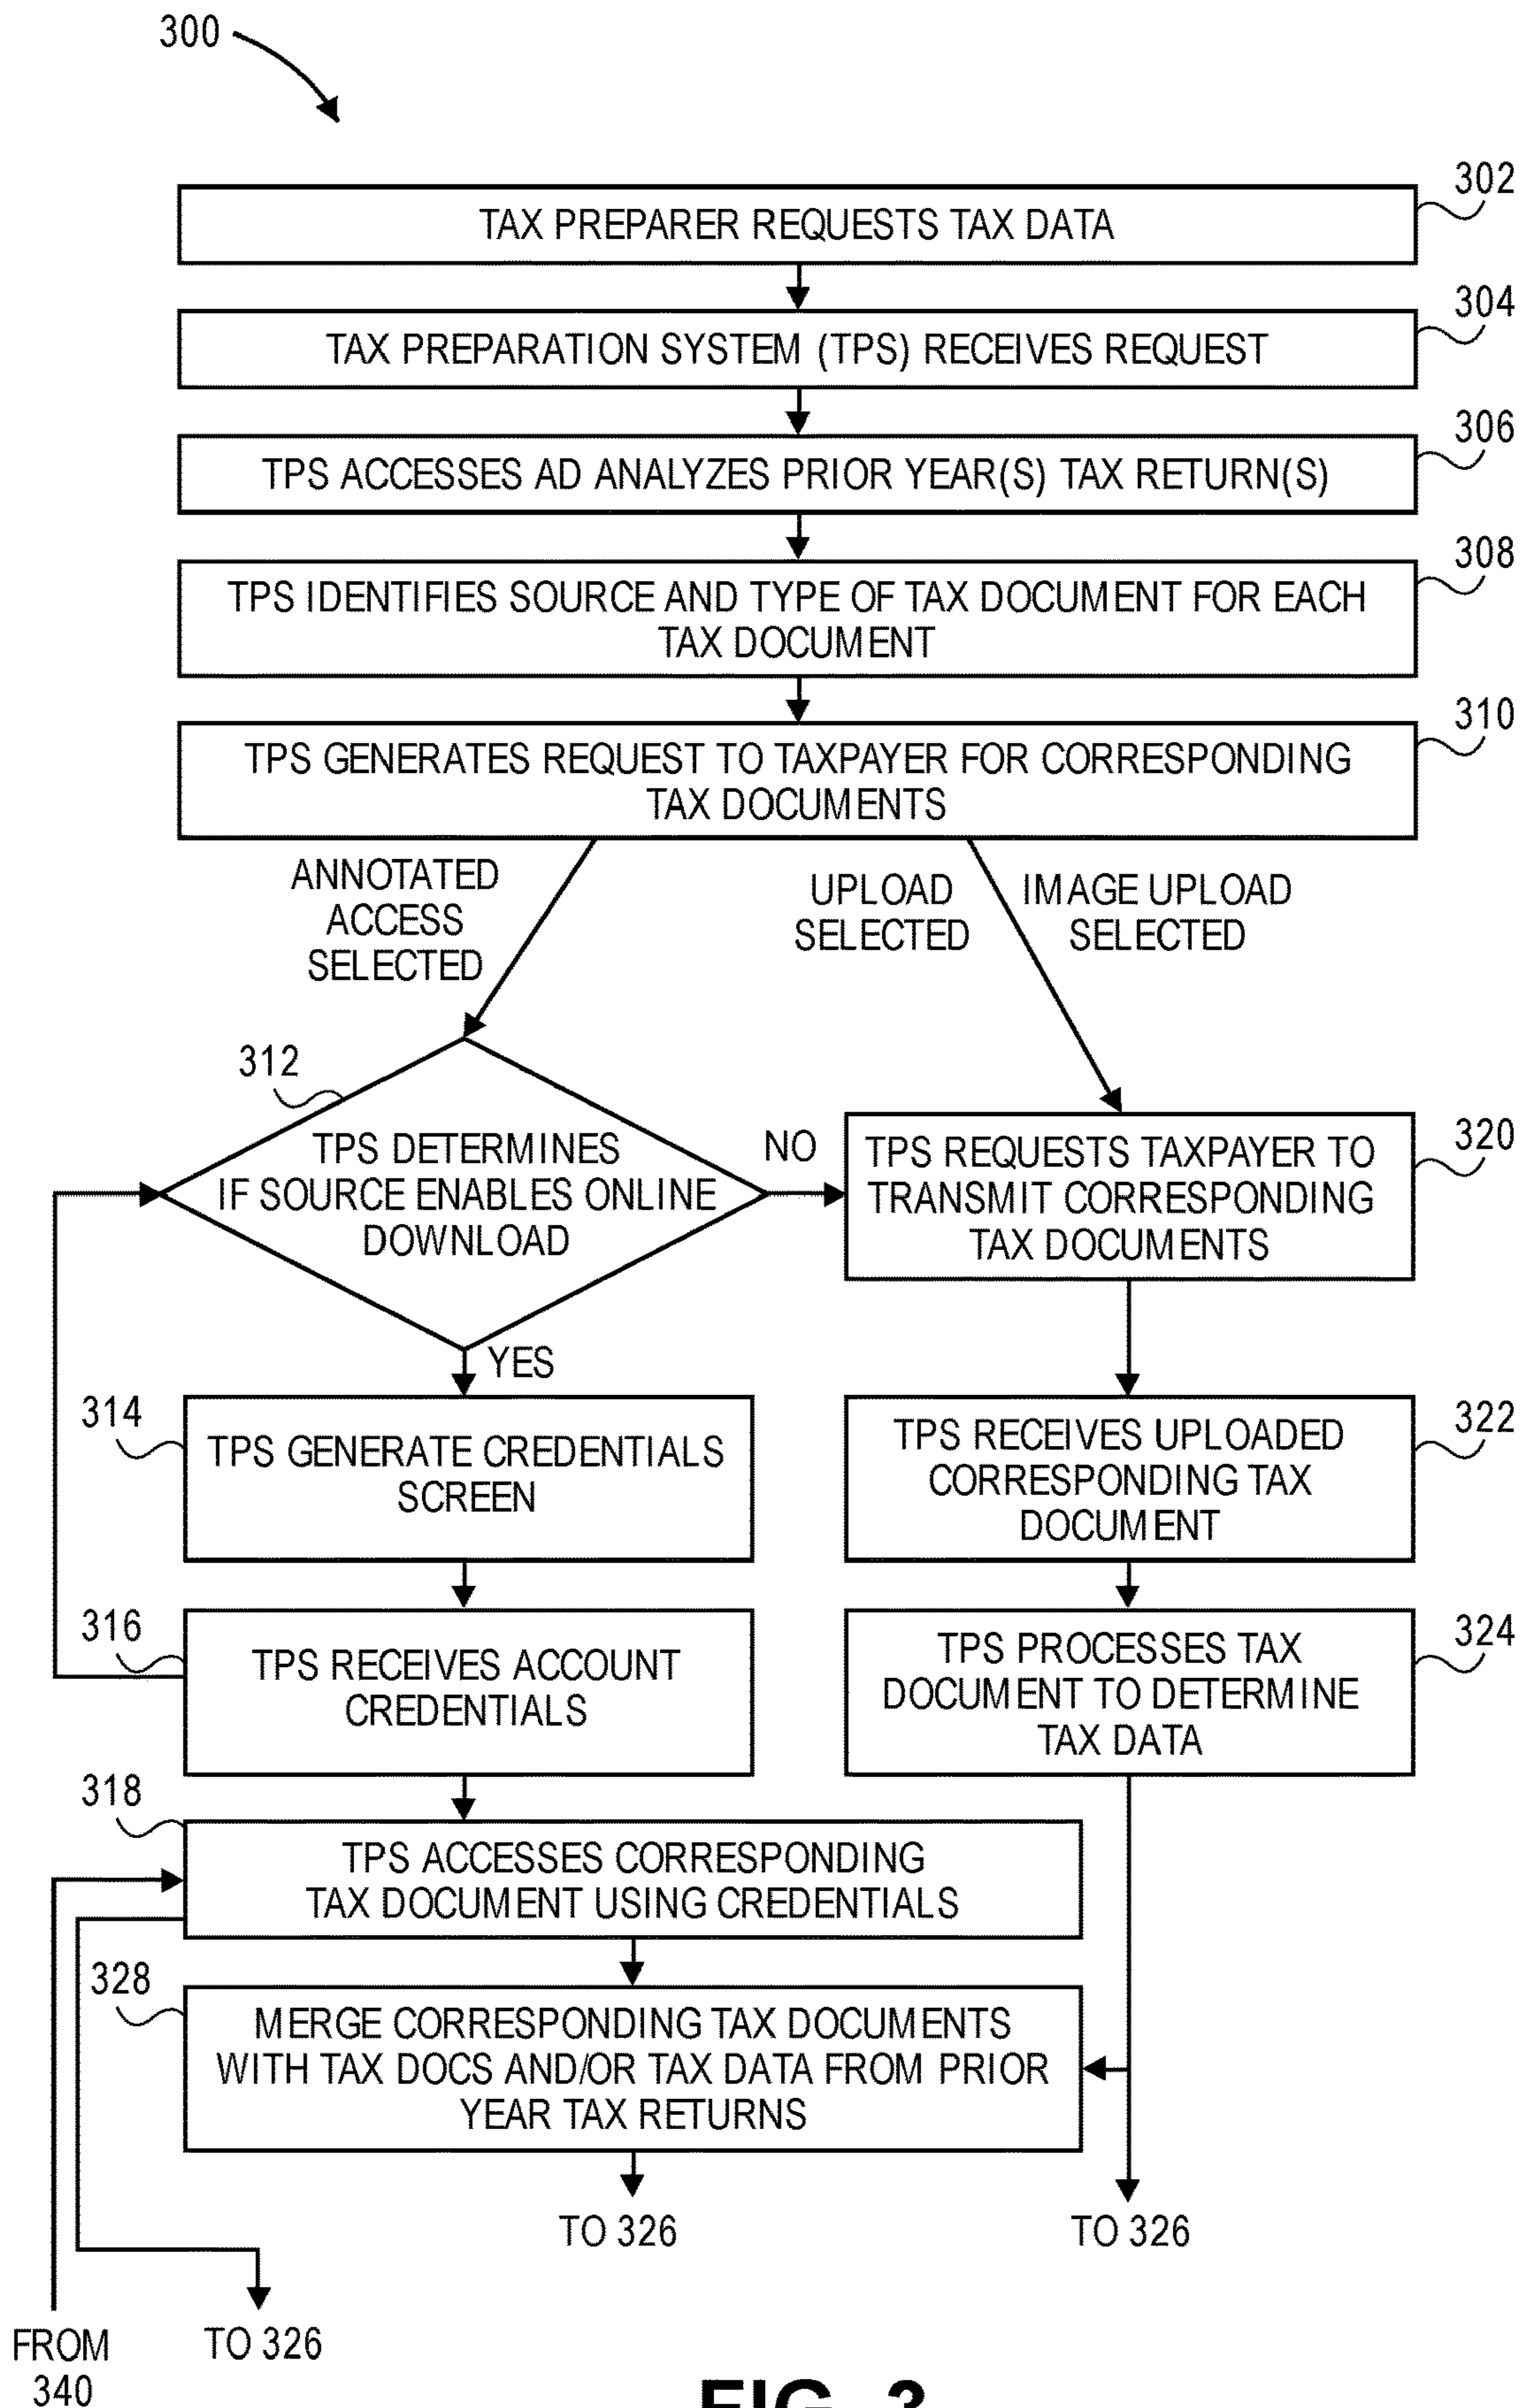 300
302
TAX PREPARER REQUESTS TAX DATA
304
TAX PREPARATION SYSTEM (TPS) RECEIVES REQUEST
306
TPS ACCESSES AD ANALYZES PRIOR YEAR(S) TAX RETURN(S)
308
TPS IDENTIFIES SOURCE AND TYPE OF TAX DOCUMENT FOR EACH
TAX DOCUMENT
310
TPS GENERATES REQUEST TO TAXPAYER FOR CORRESPONDING
TAX DOCUMENTS
ANNOTATED
ACCESS
SELECTED
UPLOAD
SELECTED
IMAGE UPLOAD
SELECTED
312
TPS DETERMINES
IF SOURCE ENABLES ONLINE
DOWNLOAD
NO
YES
320
TPS REQUESTS TAXPAYER TO
TRANSMIT CORRESPONDING
TAX DOCUMENTS
314
TPS GENERATE CREDENTIALS
SCREEN
322
TPS RECEIVES UPLOADED
CORRESPONDING TAX
DOCUMENT
316
TPS RECEIVES ACCOUNT
CREDENTIALS
324
TPS PROCESSES TAX
DOCUMENT TO DETERMINE
TAX DATA
318
TPS ACCESSES CORRESPONDING
TAX DOCUMENT USING CREDENTIALS
328
MERGE CORRESPONDING TAX DOCUMENTS
WITH TAX DOCS AND/OR TAX DATA FROM PRIOR
YEAR TAX RETURNS
TO 326
TO 326
FROM
340
TO 326
FIG. 3